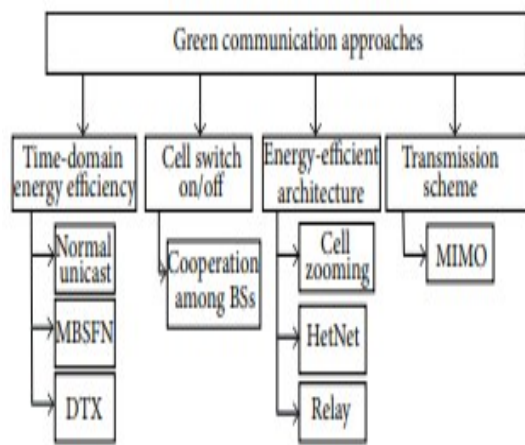 Green communication approaches
Time-domain
energy efficiency
Cell switch
on/off
Energy-efficient
architecture
Transmission
scheme
Normal
unicast
MBSFN
DTX
Cooperation
among BSs
Cell
zooming
HetNet
Relay
MIMO